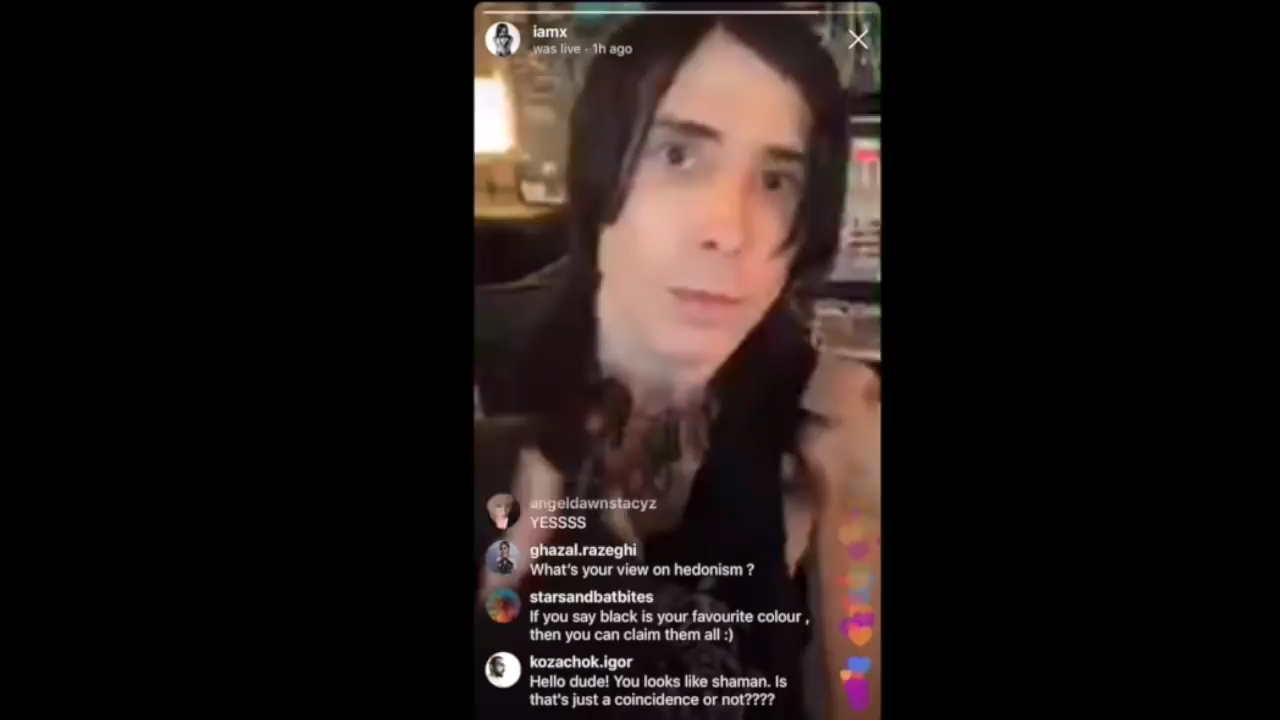 iamx
was live · 1h ago
angeldawnstacyz
YESSSS
ghazal.razeghi
What's your view on hedonism ?
starsandbatbites
If you say black is your favourite colour ,
then you can claim them all :)
kozachok.igor
Hello dude! You looks like shaman. Is
that's just a coincidence or not????